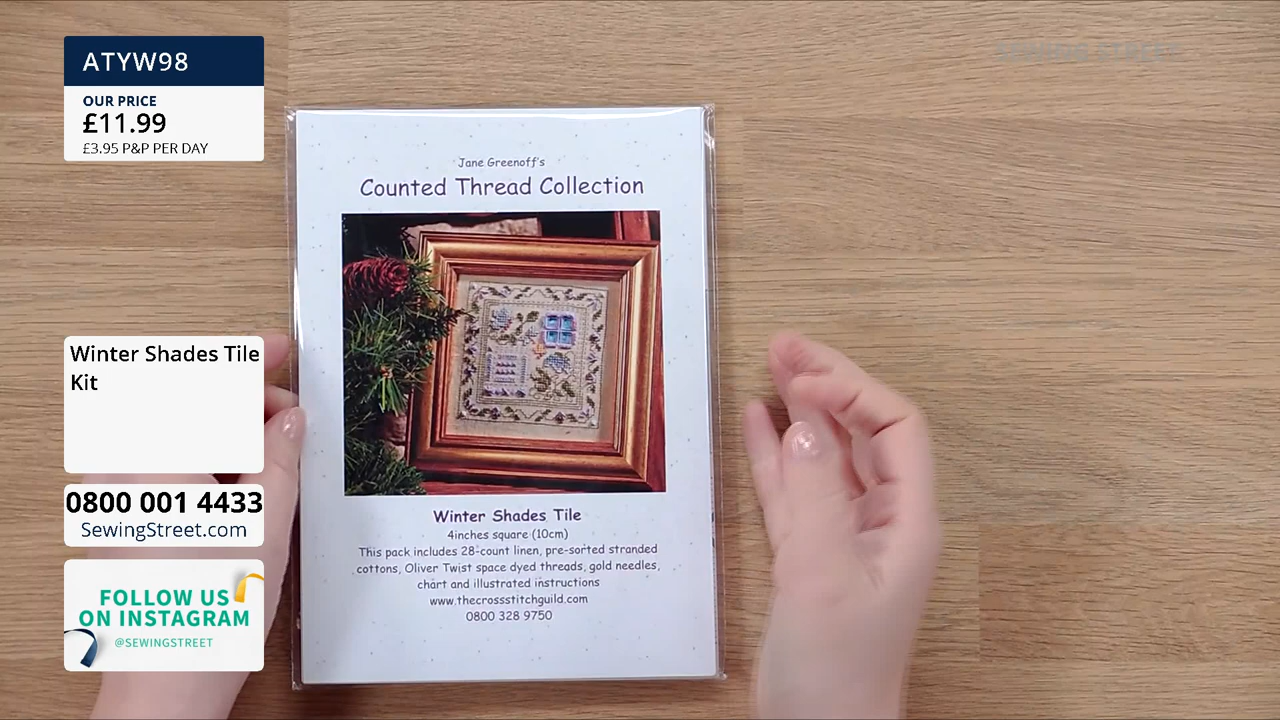 ATYW98
OUR PRICE
£11.99
£3.95 P&P PER DAY
SEWING STREET
Jane Greenoff's
Counted Thread Collection
Winter Shades Tile
4inches square (10cm)
This pack includes 28-count linen, pre-sorted stranded
cottons, Oliver Twist space dyed threads, gold needles,
chart and illustrated instructions
www.thecrossstitchguild.com
0800 328 9750
Winter Shades Tile
Kit
0800 001 4433
SewingStreet.com
FOLLOW US
ON INSTAGRAM
@SEWINGSTREET